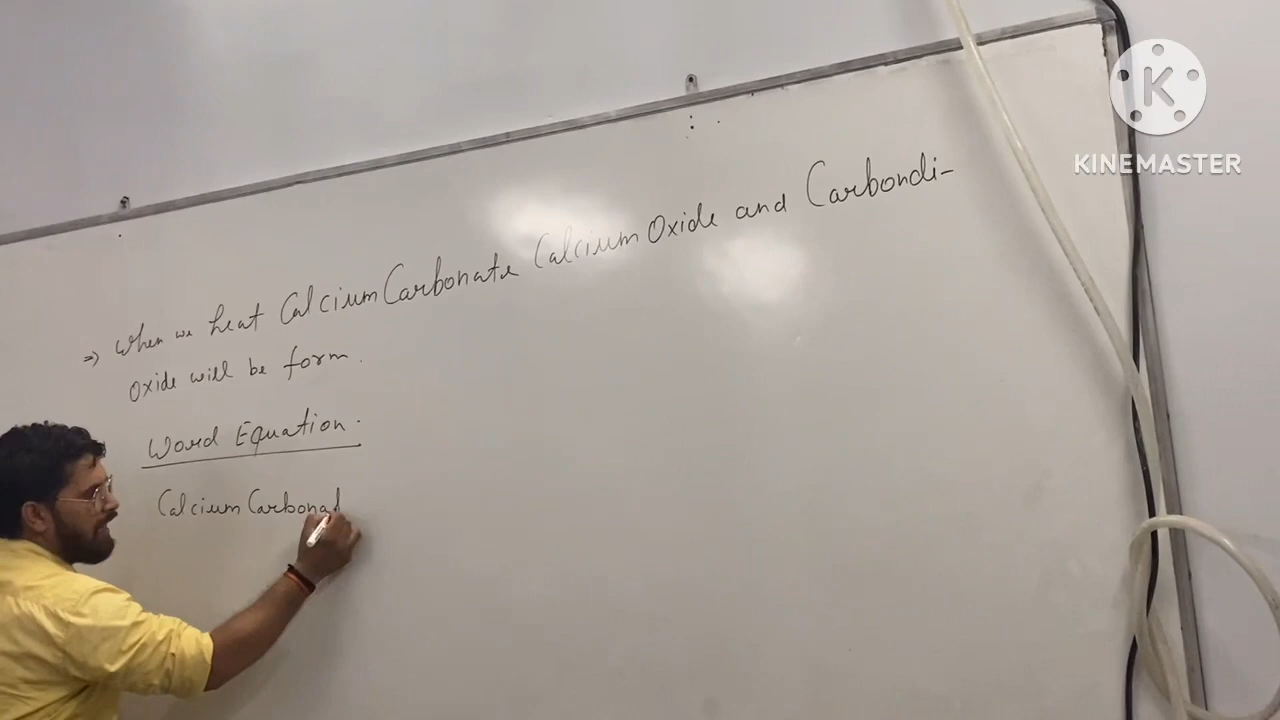 ⇒ When we heat Calcium Carbonate Calcium Oxide and Carbondi-
Oxide will be form.
Word Equation.
Calcium Carbonat
K
KINEMASTER